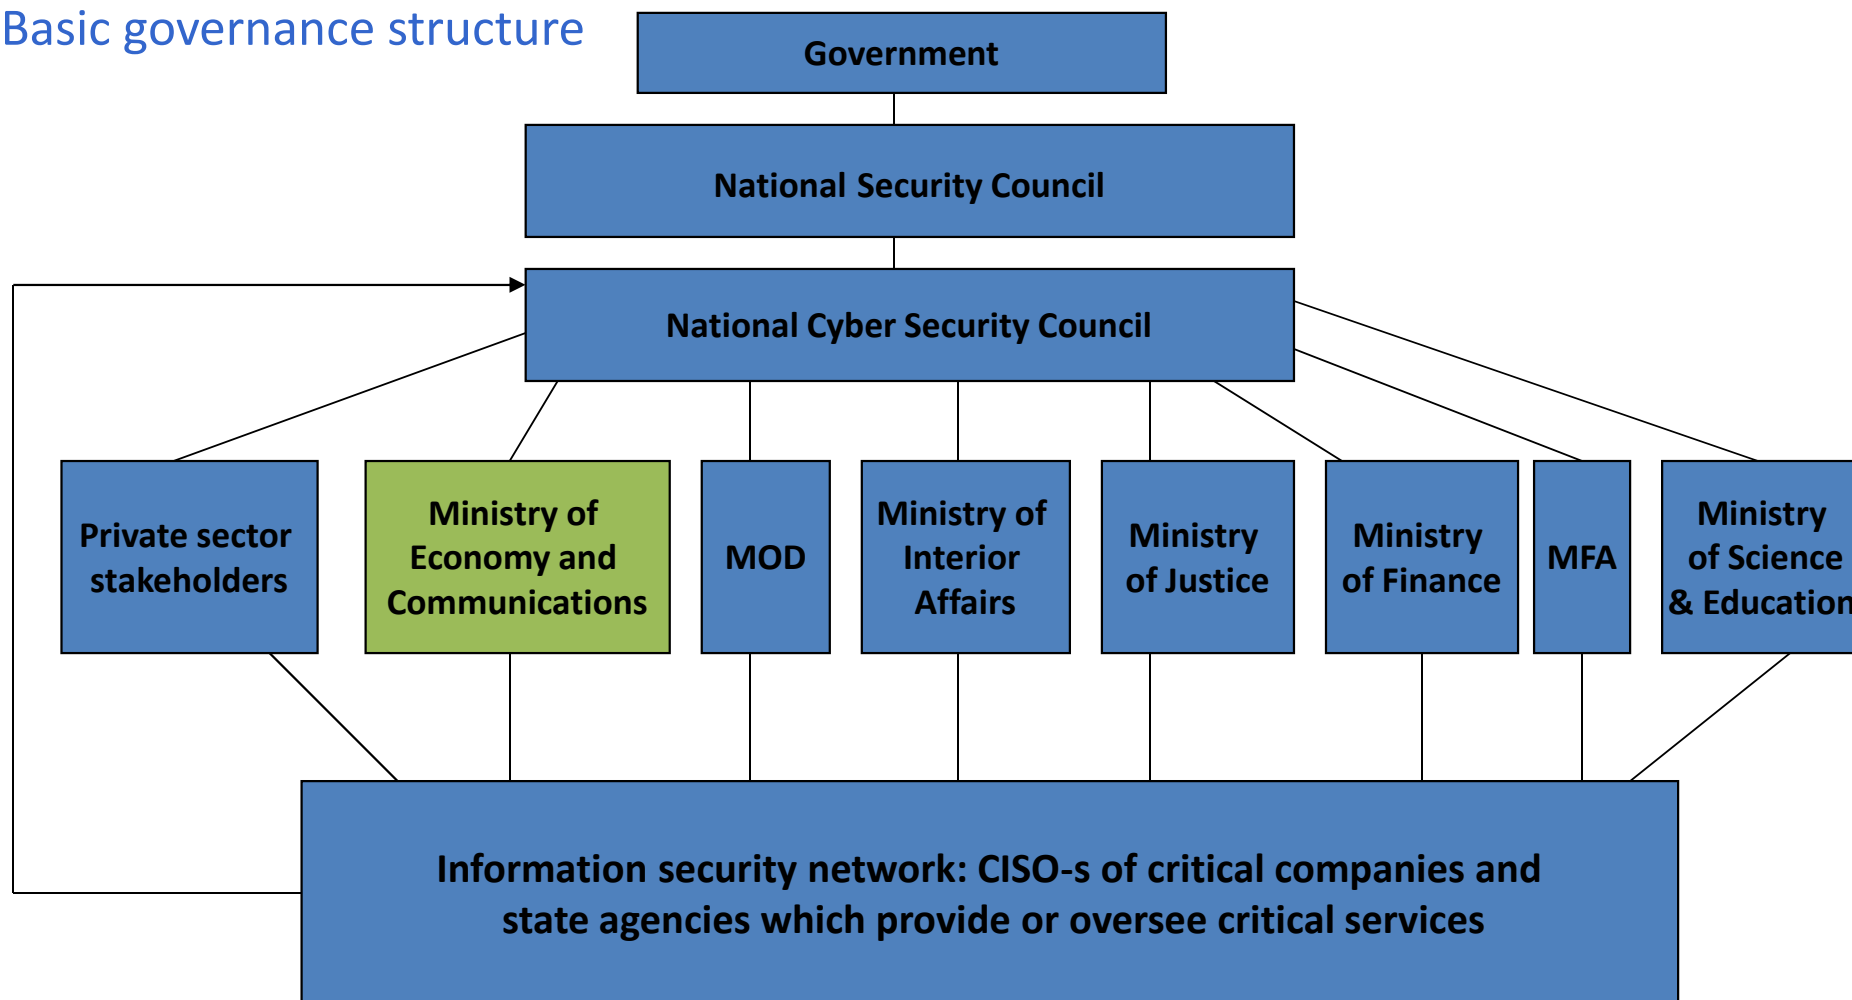 Basic governance structure
Government
National Security Council
National Cyber Security Council
Private sector
stakeholders
Ministry of
Economy and
Communications
MOD
Ministry of
Interior
Affairs
Ministry
of Justice
Ministry
of Finance
MFA
Ministry
of Science
& Education
Information security network: CISO-s of critical companies and
state agencies which provide or oversee critical services